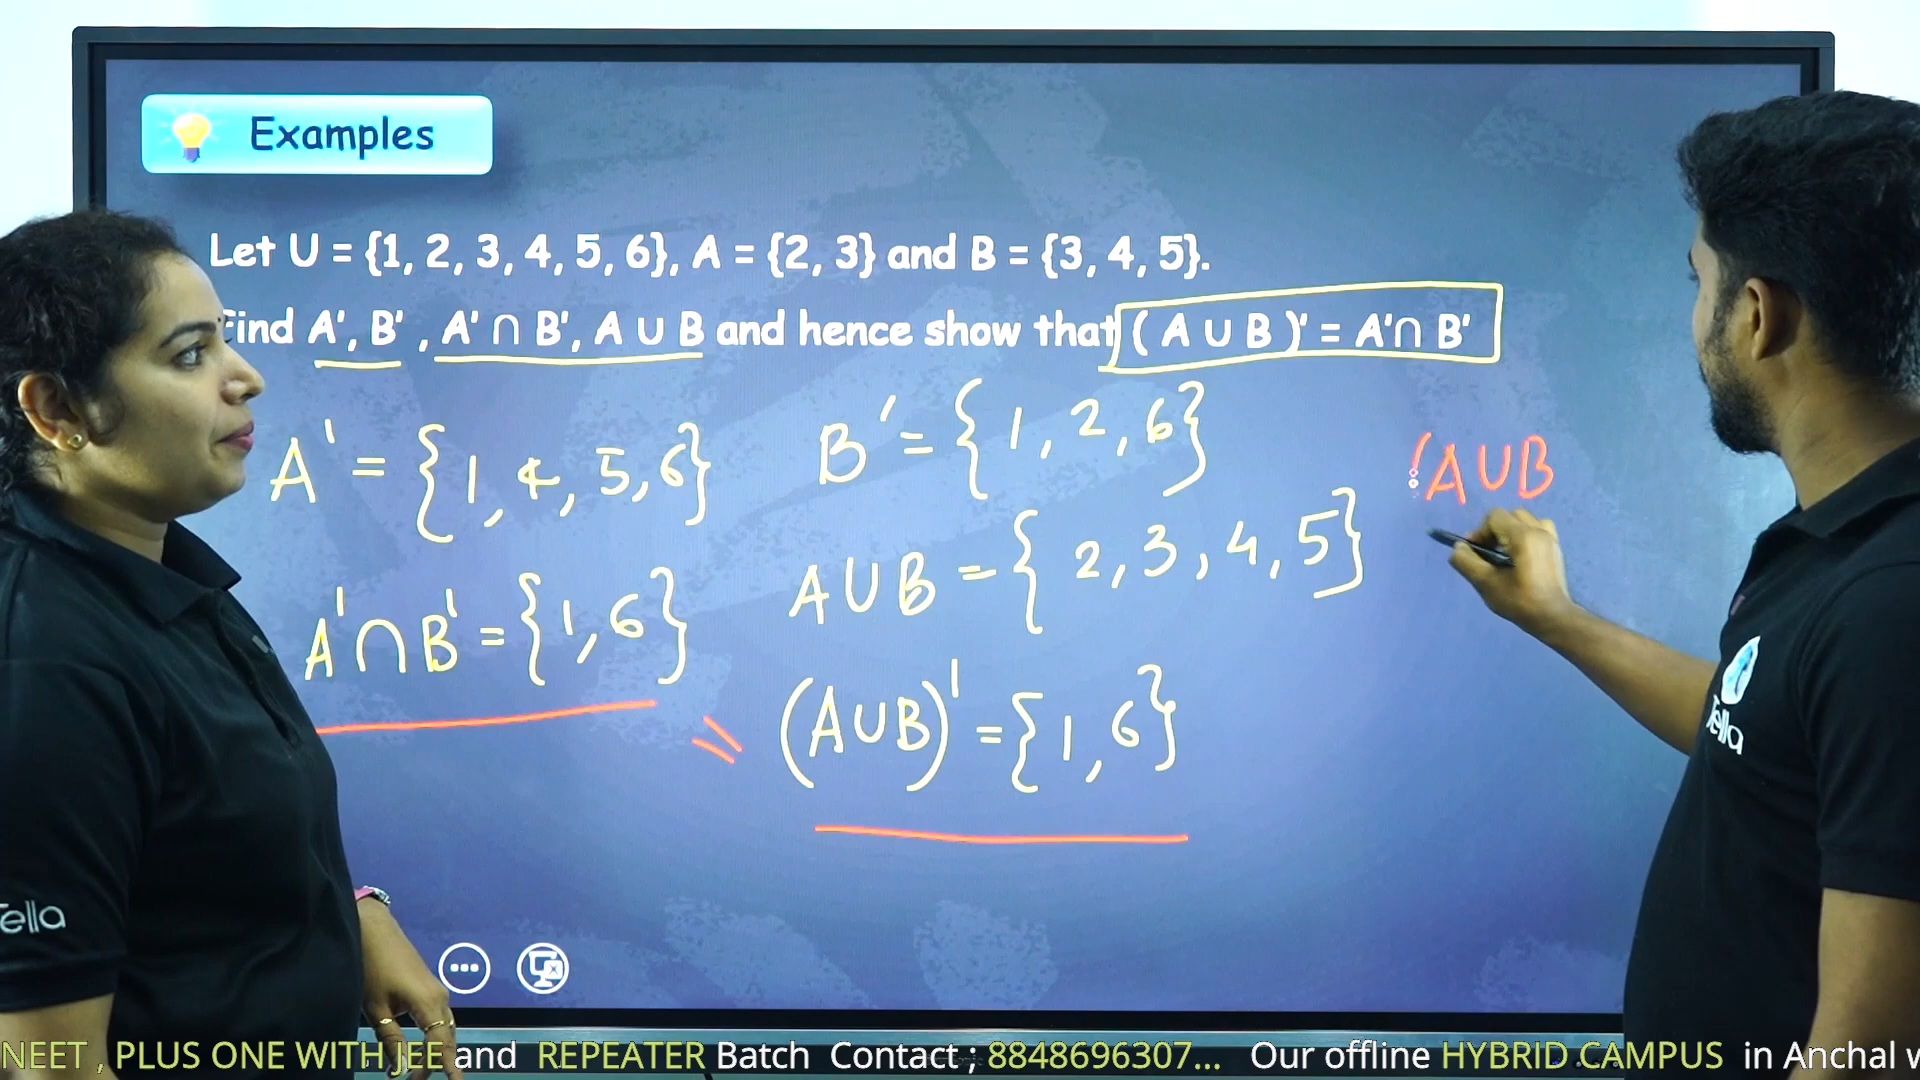 Examples
Let U = {1, 2, 3, 4, 5, 6}, A = {2, 3} and B = {3, 4, 5}.
Find A', B' , A' ∩ B', A ∪ B and hence show that ( A ∪ B )' = A'∩ B'
A' = {1, 4, 5, 6}
B' = {1, 2, 6}
(A∪B
A∪B = {2, 3, 4, 5}
A'∩B' = {1, 6}
(A∪B)' = {1, 6}
Tella
ella
NEET , PLUS ONE WITH JEE and REPEATER Batch Contact ; 8848696307... Our offline HYBRID CAMPUS in Anchal